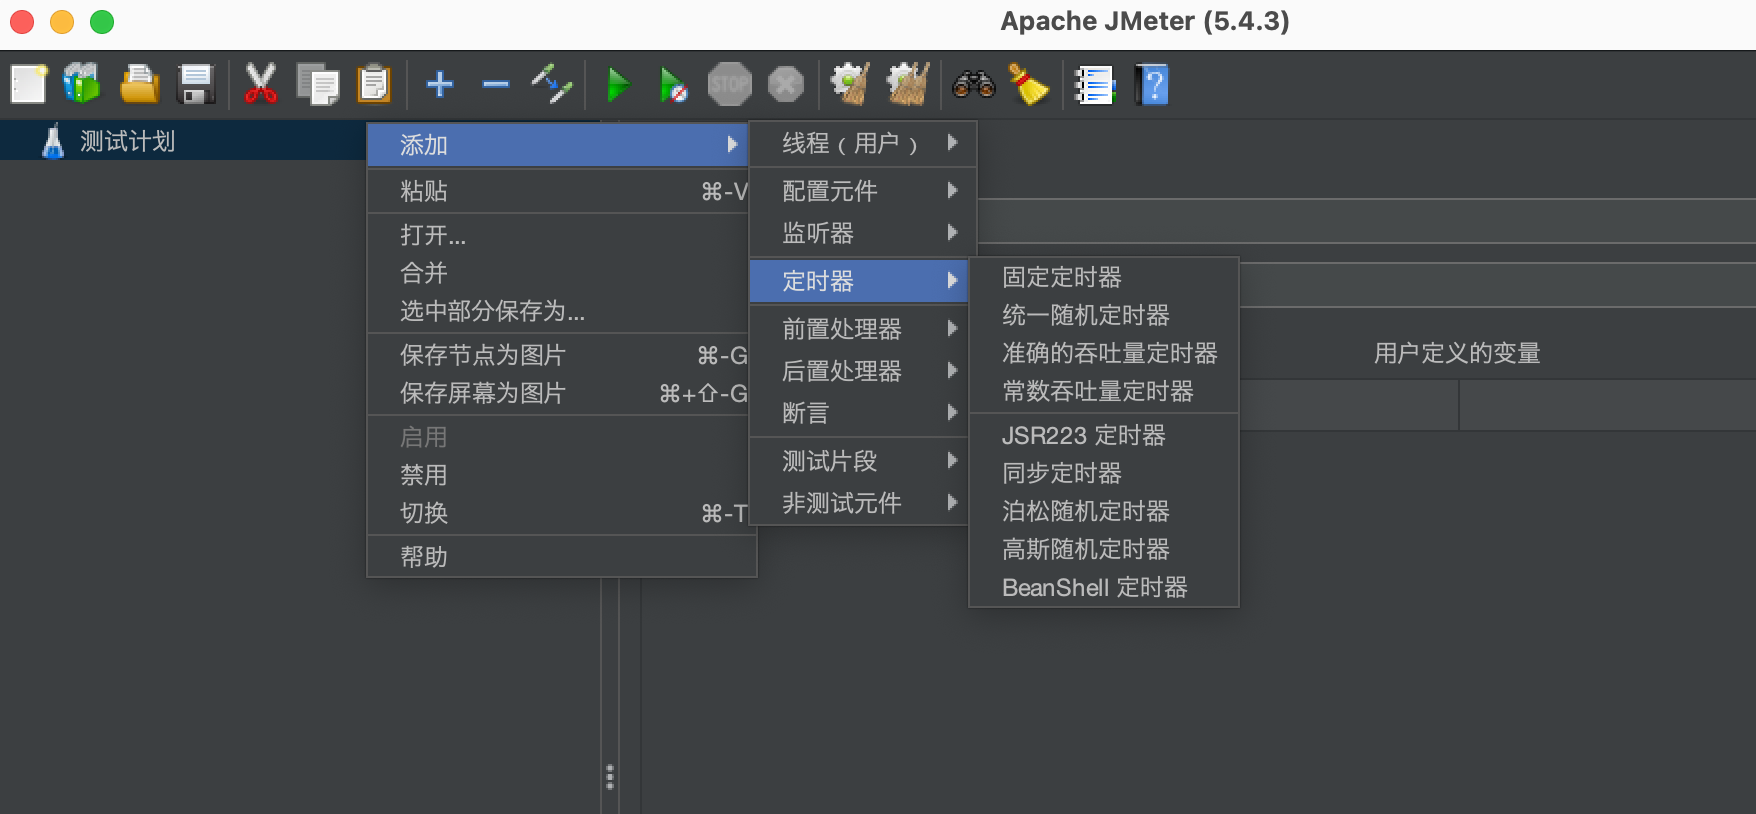 Apache JMeter (5.4.3)
STOP
测试计划
添加
粘贴 ⌘-V
打开...
合并
选中部分保存为...
保存节点为图片 ⌘-G
保存屏幕为图片 ⌘+⇧-G
启用
禁用
切换 ⌘-T
帮助
线程（用户）
配置元件
监听器
定时器
前置处理器
后置处理器
断言
测试片段
非测试元件
固定定时器
统一随机定时器
准确的吞吐量定时器
常数吞吐量定时器
JSR223 定时器
同步定时器
泊松随机定时器
高斯随机定时器
BeanShell 定时器
用户定义的变量